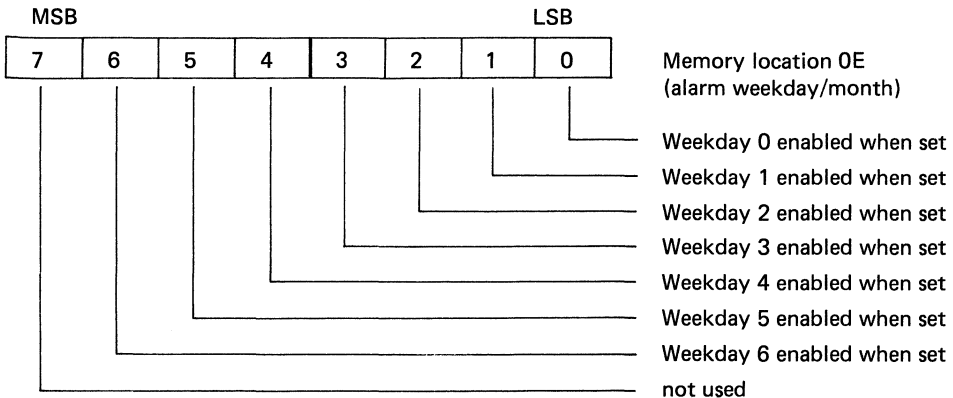 MSB LSB
7 6 5 4 3 2 1 0
Memory location 0E
(alarm weekday/month)
Weekday 0 enabled when set
Weekday 1 enabled when set
Weekday 2 enabled when set
Weekday 3 enabled when set
Weekday 4 enabled when set
Weekday 5 enabled when set
Weekday 6 enabled when set
not used